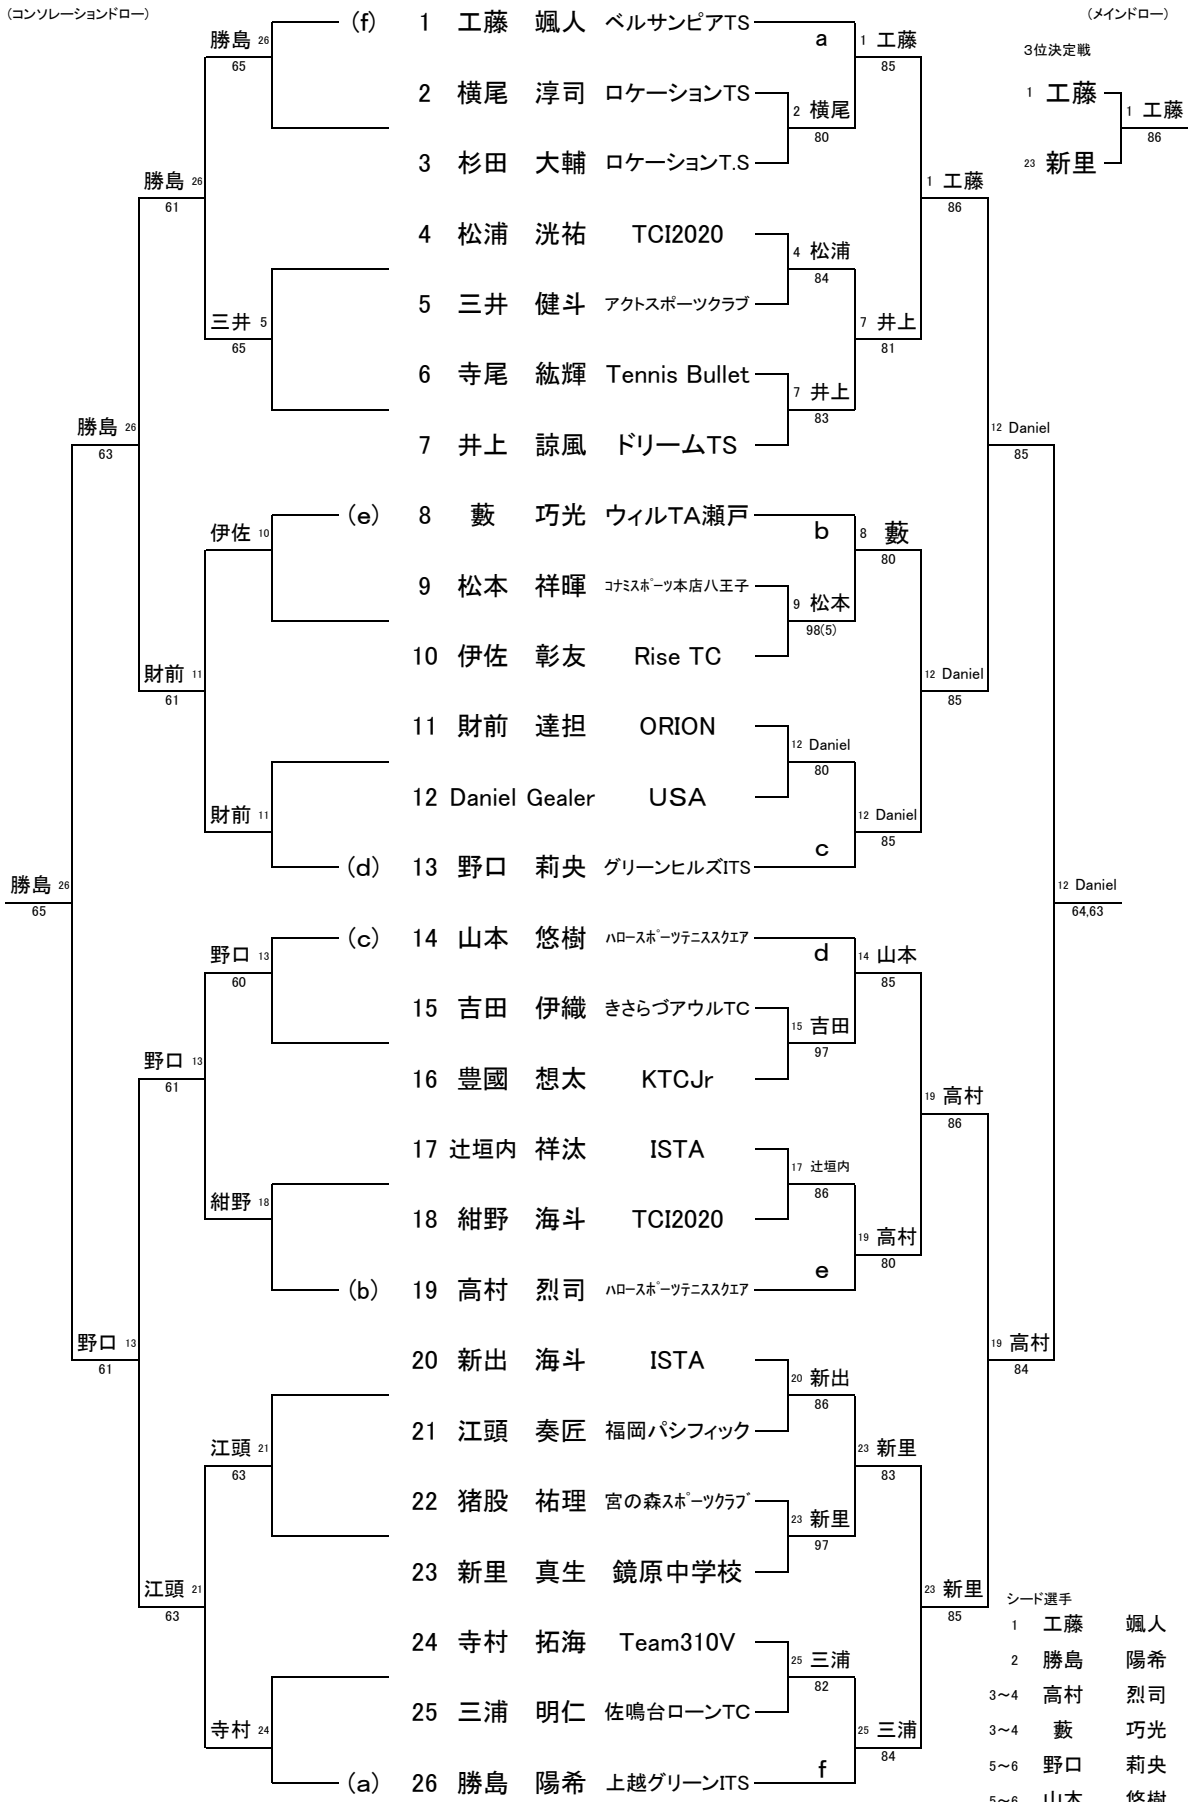 (コンソレーションドロー)
(メインドロー)
3位決定戦
1 工藤
23 新里
1 工藤
86
(f) 1 工藤 颯人 ベルサンピアTS
2 横尾 淳司 ロケーションTS
3 杉田 大輔 ロケーションT.S
4 松浦 洸祐 TCI2020
5 三井 健斗 アクトスポーツクラブ
6 寺尾 紘輝 Tennis Bullet
7 井上 諒風 ドリームTS
(e) 8 藪 巧光 ウィルTA瀬戸
9 松本 祥暉 コナミスポーツ本店八王子
10 伊佐 彰友 Rise TC
11 財前 達担 ORION
12 Daniel Gealer USA
(d) 13 野口 莉央 グリーンヒルズITS
(c) 14 山本 悠樹 ハロースポーツテニススクエア
15 吉田 伊織 きさらづアウルTC
16 豊國 想太 KTCJr
17 辻垣内 祥汰 ISTA
18 紺野 海斗 TCI2020
(b) 19 高村 烈司 ハロースポーツテニススクエア
20 新出 海斗 ISTA
21 江頭 奏匠 福岡パシフィック
22 猪股 祐理 宮の森スポーツクラブ
23 新里 真生 鏡原中学校
24 寺村 拓海 Team310V
25 三浦 明仁 佐鳴台ローンTC
(a) 26 勝島 陽希 上越グリーンITS
勝島 26
65
三井 5
65
伊佐 10
財前 11
野口 13
60
紺野 18
江頭 21
63
寺村 24
勝島 26
61
財前 11
61
野口 13
61
江頭 21
63
勝島 26
63
野口 13
61
勝島 26
65
2 横尾
80
4 松浦
84
7 井上
83
9 松本
98(5)
12 Daniel
80
15 吉田
97
17 辻垣内
86
20 新出
86
23 新里
97
25 三浦
82
a
1 工藤
85
7 井上
81
b
8 藪
80
12 Daniel
85
c
d
14 山本
85
19 高村
80
e
23 新里
83
25 三浦
84
f
1 工藤
86
12 Daniel
85
19 高村
86
23 新里
85
12 Daniel
85
19 高村
84
12 Daniel
64,63
シード選手
1 工藤 颯人
2 勝島 陽希
3～4 高村 烈司
3～4 藪 巧光
5～6 野口 莉央
5～6 山本 悠樹